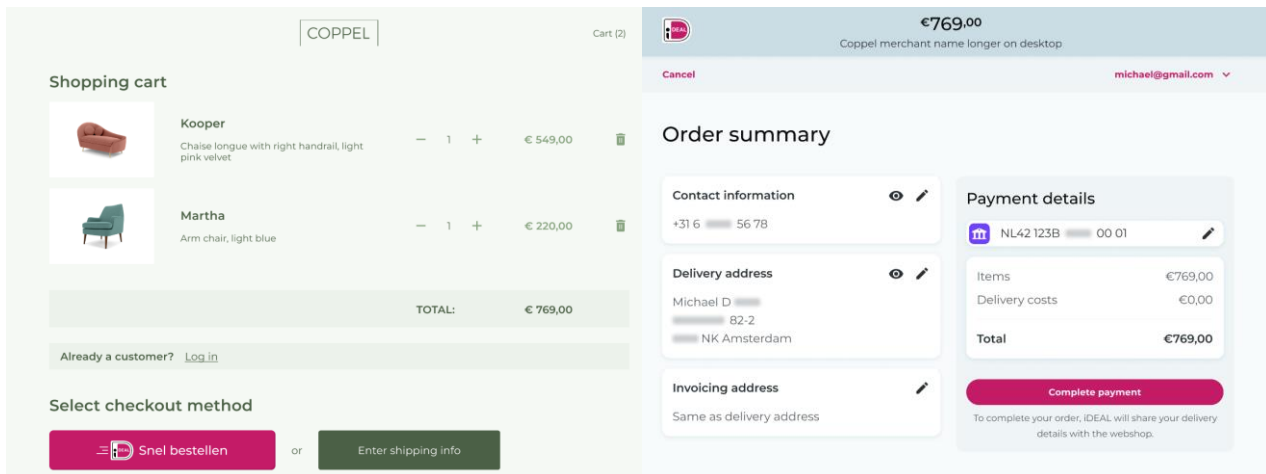 COPPEL
Cart (2)
Shopping cart
Kooper
Chaise longue with right handrail, light
pink velvet
1
€ 549,00
Martha
Arm chair, light blue
1
€ 220,00
TOTAL:
€ 769,00
Already a customer? Log in
Select checkout method
iDEAL Snel bestellen
or
Enter shipping info
iDEAL
€769,00
Coppel merchant name longer on desktop
Cancel
michael@gmail.com
Order summary
Contact information
+31 6 56 78
Delivery address
Michael D
82-2
NK Amsterdam
Invoicing address
Same as delivery address
Payment details
NL42 123B 00 01
Items €769,00
Delivery costs €0,00
Total €769,00
Complete payment
To complete your order, iDEAL will share your delivery
details with the webshop.